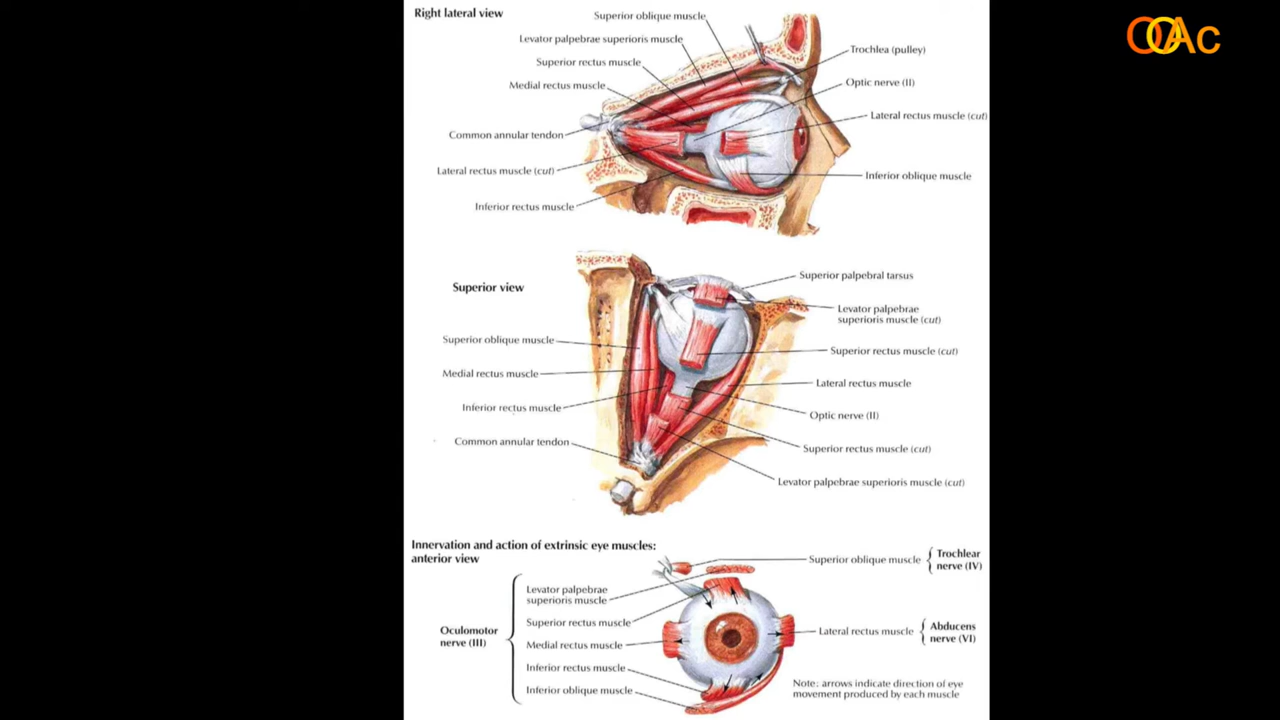 Right lateral view
Superior oblique muscle
Levator palpebrae superioris muscle
Superior rectus muscle
Medial rectus muscle
Common annular tendon
Lateral rectus muscle (cut)
Inferior rectus muscle
Trochlea (pulley)
Optic nerve (II)
Lateral rectus muscle (cut)
Inferior oblique muscle
OOAc
Superior view
Superior oblique muscle
Medial rectus muscle
Inferior rectus muscle
Common annular tendon
Superior palpebral tarsus
Levator palpebrae
superioris muscle (cut)
Superior rectus muscle (cut)
Lateral rectus muscle
Optic nerve (II)
Superior rectus muscle (cut)
Levator palpebrae superioris muscle (cut)
Innervation and action of extrinsic eye muscles:
anterior view
Oculomotor
nerve (III)
Levator palpebrae
superioris muscle
Superior rectus muscle
Medial rectus muscle
Inferior rectus muscle
Inferior oblique muscle
Superior oblique muscle
Trochlear
nerve (IV)
Lateral rectus muscle
Abducens
nerve (VI)
Note: arrows indicate direction of eye
movement produced by each muscle